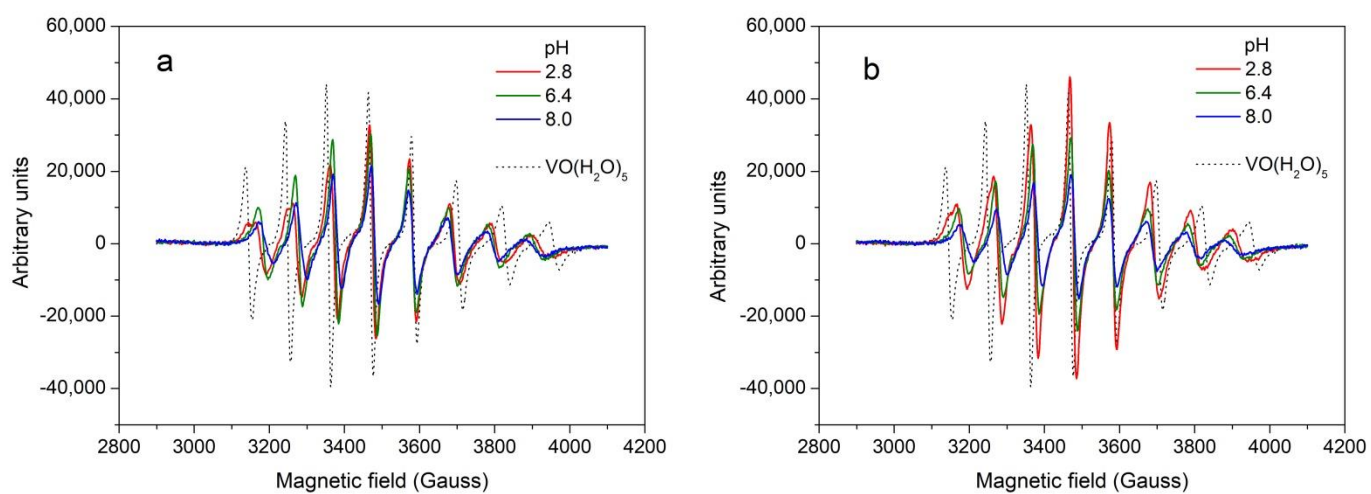 a
pH
2.8
6.4
8.0
VO(H₂O)₅
60,000
40,000
20,000
0
-20,000
-40,000
Arbitrary units
2800 3000 3200 3400 3600 3800 4000 4200
Magnetic field (Gauss)
b
pH
2.8
6.4
8.0
VO(H₂O)₅
60,000
40,000
20,000
0
-20,000
-40,000
Arbitrary units
2800 3000 3200 3400 3600 3800 4000 4200
Magnetic field (Gauss)